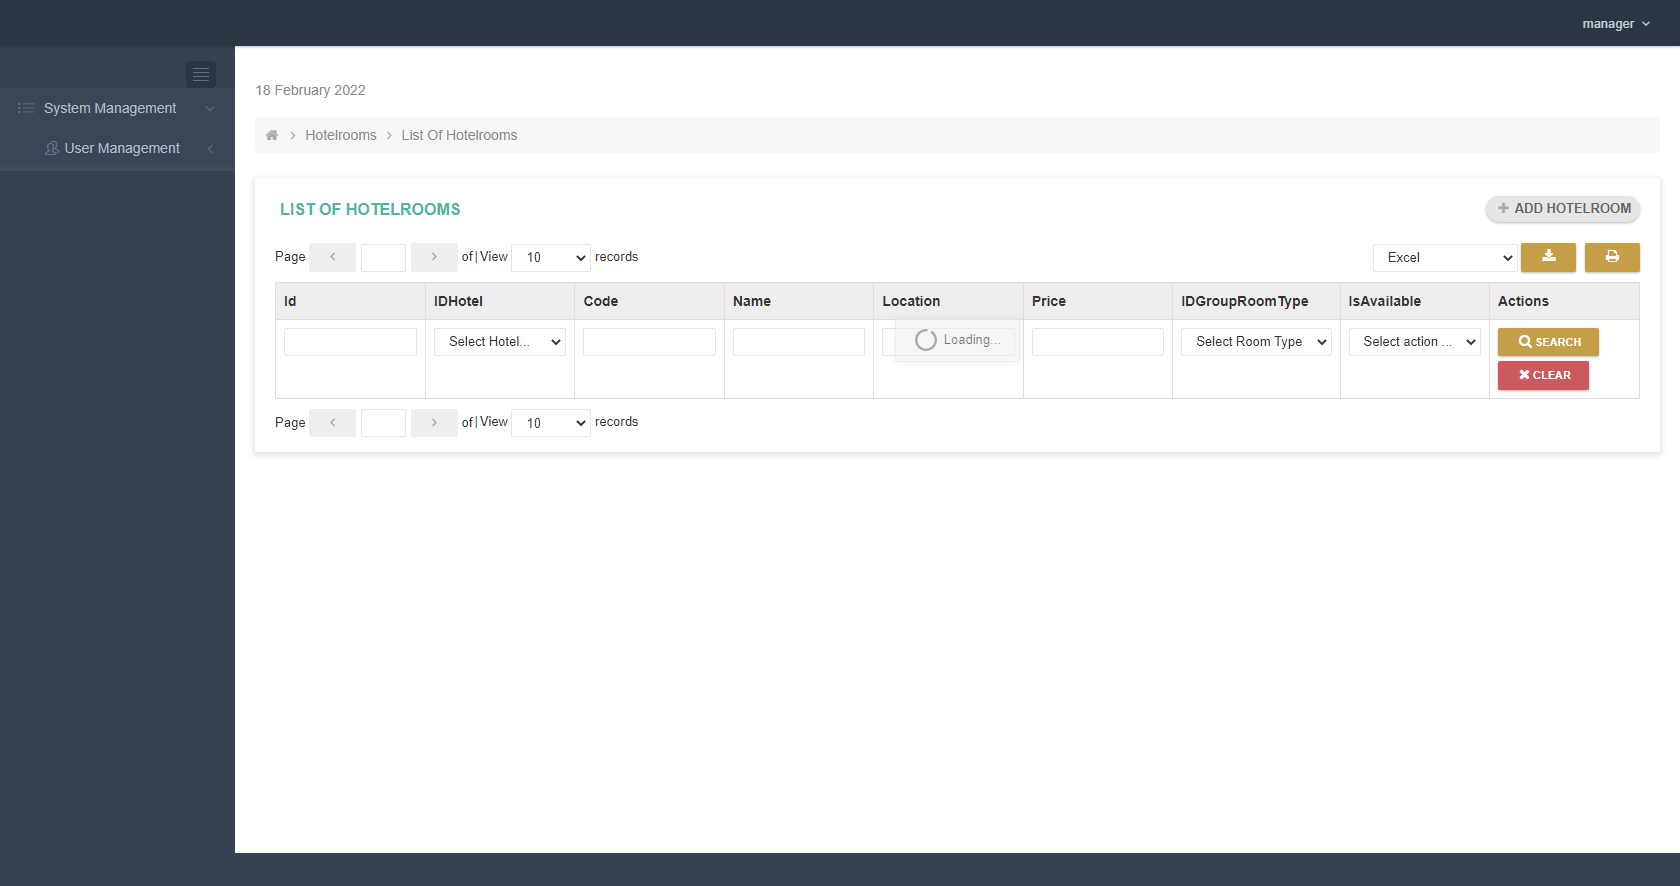 manager
System Management
User Management
18 February 2022
Hotelrooms List Of Hotelrooms
LIST OF HOTELROOMS
ADD HOTELROOM
Page of | View 10 records
Excel
Id IDHotel Code Name Location Price IDGroupRoomType IsAvailable Actions
Select Hotel... Loading... Select Room Type Select action ... SEARCH
CLEAR
Page of | View 10 records